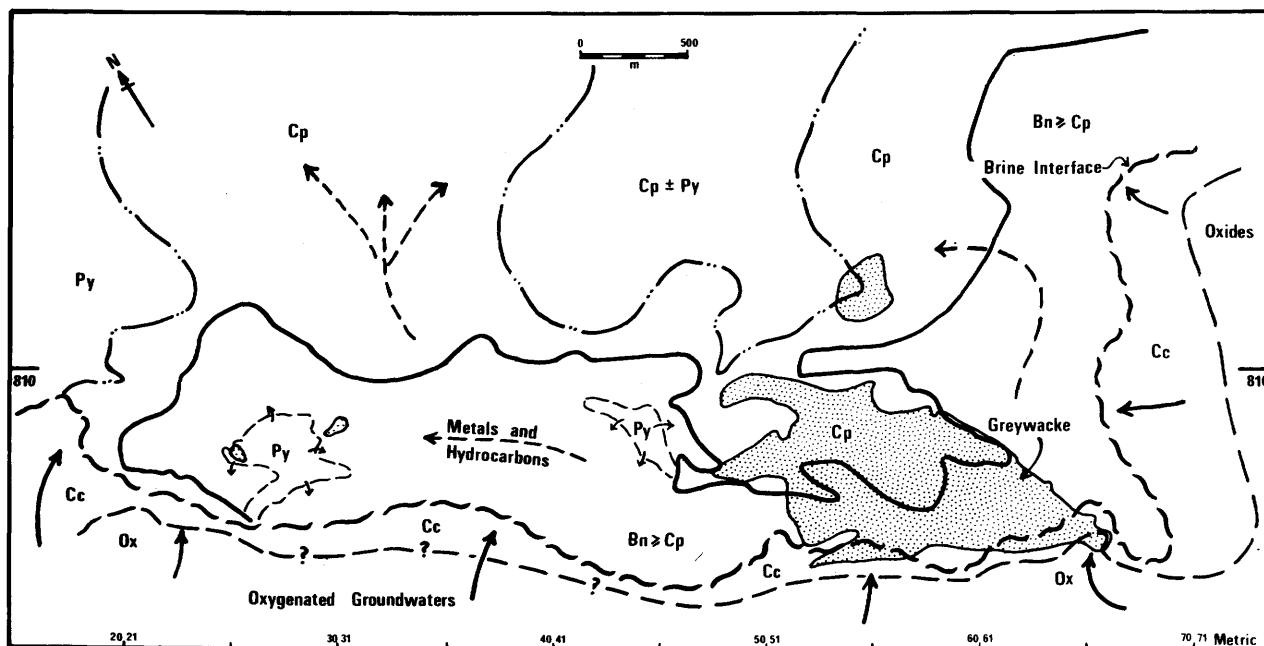 0 500
m
N
Cp
Bn ≥ Cp
Cp
Brine Interface
Cp ± Py
Oxides
Py
Cc
810
810
Greywacke
Cp
Py
Metals and
Hydrocarbons
Py
Cc
Cc
Ox
Bn ≥ Cp
? ?
Cc
Ox
?
Oxygenated Groundwaters
20,21 30,31 40,41 50,51 60,61 70,71 Metric